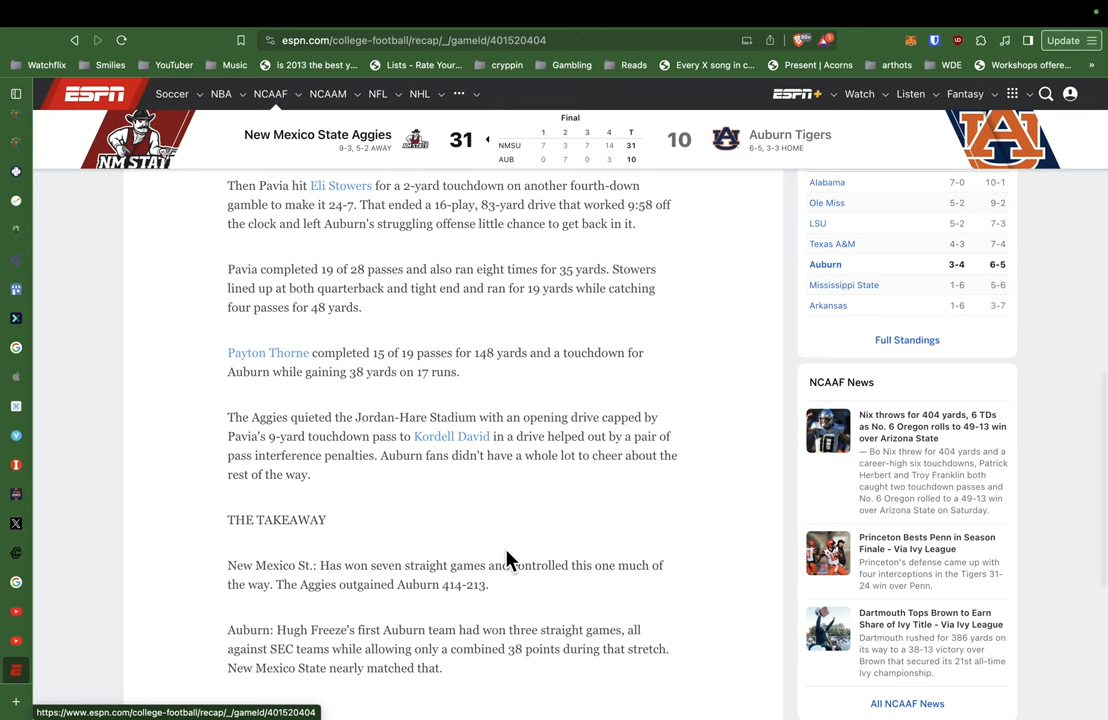 espn.com/college-football/recap/_/gameId/401520404
99+
1
Update
Watchflix
Smilies
YouTuber
Music
is 2013 the best y...
Lists - Rate Your...
cryppin
Gambling
Reads
Every X song in c...
Present | Acorns
arthots
WDE
Workshops offere...
»
ESPN
Soccer
NBA
NCAAF
NCAAM
NFL
NHL
ESPN+
Watch
Listen
Fantasy
NM STATE
New Mexico State Aggies
9-3, 5-2 AWAY
31
Final
1 2 3 4 T
NMSU 7 3 7 14 31
AUB 0 7 0 3 10
10
Auburn Tigers
6-5, 3-3 HOME
Then Pavia hit Eli Stowers for a 2-yard touchdown on another fourth-down
gamble to make it 24-7. That ended a 16-play, 83-yard drive that worked 9:58 off
the clock and left Auburn's struggling offense little chance to get back in it.
Pavia completed 19 of 28 passes and also ran eight times for 35 yards. Stowers
lined up at both quarterback and tight end and ran for 19 yards while catching
four passes for 48 yards.
Payton Thorne completed 15 of 19 passes for 148 yards and a touchdown for
Auburn while gaining 38 yards on 17 runs.
The Aggies quieted the Jordan-Hare Stadium with an opening drive capped by
Pavia's 9-yard touchdown pass to Kordell David in a drive helped out by a pair of
pass interference penalties. Auburn fans didn't have a whole lot to cheer about the
rest of the way.
THE TAKEAWAY
New Mexico St.: Has won seven straight games and controlled this one much of
the way. The Aggies outgained Auburn 414-213.
Auburn: Hugh Freeze's first Auburn team had won three straight games, all
against SEC teams while allowing only a combined 38 points during that stretch.
New Mexico State nearly matched that.
Alabama 7-0 10-1
Ole Miss 5-2 9-2
LSU 5-2 7-3
Texas A&M 4-3 7-4
Auburn 3-4 6-5
Mississippi State 1-6 5-6
Arkansas 1-6 3-7
Full Standings
NCAAF News
Nix throws for 404 yards, 6 TDs
as No. 6 Oregon rolls to 49-13 win
over Arizona State
— Bo Nix threw for 404 yards and a
career-high six touchdowns, Patrick
Herbert and Troy Franklin both
caught two touchdown passes and
No. 6 Oregon rolled to a 49-13 win
over Arizona State on Saturday.
Princeton Bests Penn in Season
Finale - Via Ivy League
Princeton's defense came up with
four interceptions in the Tigers 31-
24 win over Penn.
Dartmouth Tops Brown to Earn
Share of Ivy Title - Via Ivy League
Dartmouth rushed for 386 yards on
its way to a 38-13 victory over
Brown that secured its 21st all-time
Ivy championship.
All NCAAF News
https://www.espn.com/college-football/recap/_/gameId/401520404